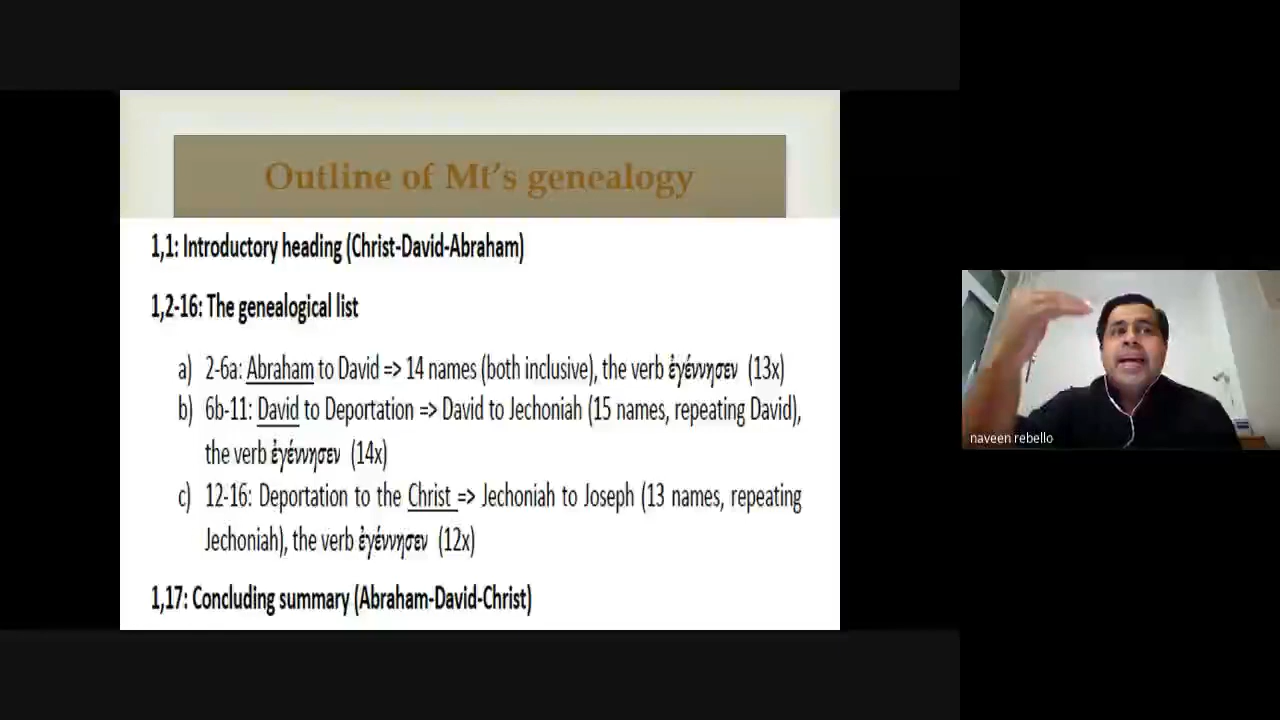 Outline of Mt's genealogy
1,1: Introductory heading (Christ-David-Abraham)
1,2-16: The genealogical list
a) 2-6a: Abraham to David => 14 names (both inclusive), the verb ἐγέννησεν (13x)
b) 6b-11: David to Deportation => David to Jechoniah (15 names, repeating David),
the verb ἐγέννησεν (14x)
c) 12-16: Deportation to the Christ => Jechoniah to Joseph (13 names, repeating
Jechoniah), the verb ἐγέννησεν (12x)
1,17: Concluding summary (Abraham-David-Christ)
naveen rebello